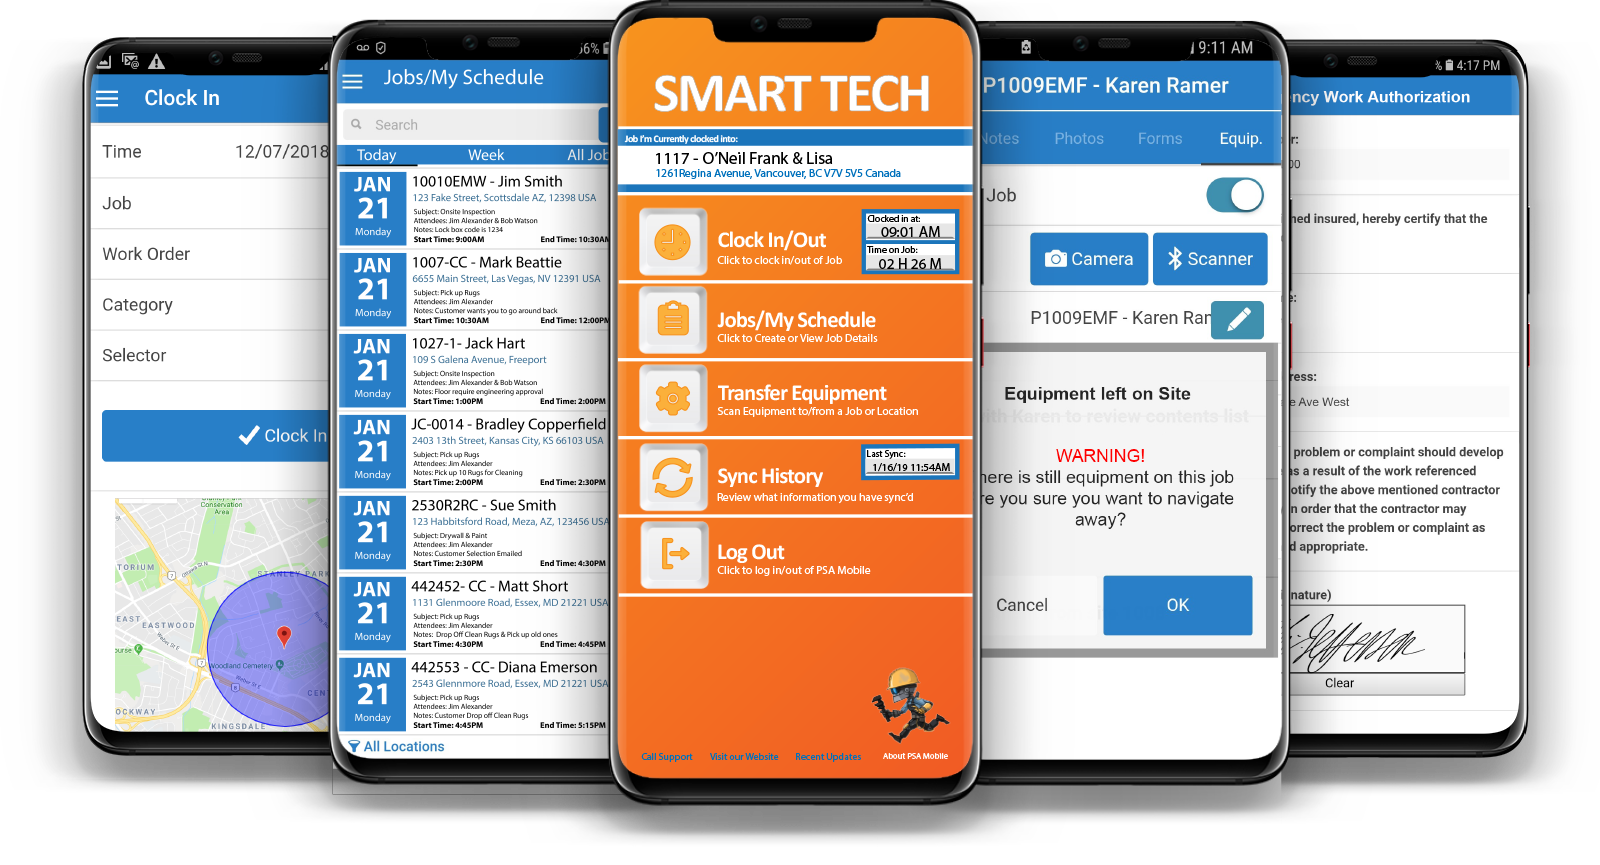 Clock In
Time 12/07/2018
Job
Work Order
Category
Selector
Clock In
Conservation
Area
STANLEY PARK
EAST EASTWOOD
Woodland Cemetery
KINGSDALE
6%
Jobs/My Schedule
Search
Today Week All Job
JAN
21
Monday
10010EMW - Jim Smith
123 Fake Street, Scottsdale AZ, 12398 USA
Subject: Onsite Inspection
Attendees: Jim Alexander & Bob Watson
Notes: Lock box code is 1234
Start Time: 9:00AM End Time: 10:30AM
JAN
21
Monday
1007-CC - Mark Beattie
6655 Main Street, Las Vegas, NV 12391 USA
Subject: Pick up Rugs
Attendees: Jim Alexander
Notes: Customer wants you to go around back
Start Time: 10:30AM End Time: 12:00PM
JAN
21
Monday
1027-1- Jack Hart
109 S Galena Avenue, Freeport
Subject: Onsite Inspection
Attendees: Jim Alexander & Bob Watson
Notes: Floor require engineering approval
Start Time: 1:00PM End Time: 2:00PM
JAN
21
Monday
JC-0014 - Bradley Copperfield
2403 13th Street, Kansas City, KS 66103 USA
Subject: Pick up Rugs
Attendees: Jim Alexander
Notes: Pick up 10 Rugs for Cleaning
Start Time: 2:00PM End Time: 2:30PM
JAN
21
Monday
2530R2RC - Sue Smith
123 Habbitsford Road, Meza, AZ, 123456 USA
Subject: Drywall & Paint
Attendees: Jim Alexander
Notes: Customer Selection Emailed
Start Time: 2:30PM End Time: 4:30PM
JAN
21
Monday
442452- CC - Matt Short
1131 Glenmoore Road, Essex, MD 21221 USA
Subject: Pick up Rugs
Attendees: Jim Alexander
Notes: Drop Off Clean Rugs & Pick up old ones
Start Time: 4:30PM End Time: 4:45PM
JAN
21
Monday
442553 - CC- Diana Emerson
2543 Glennmore Road, Essex, MD 21221 USA
Subject: Pick up Rugs
Attendees: Jim Alexander
Notes: Customer Drop off Clean Rugs
Start Time: 4:45PM End Time: 5:15PM
All Locations
SMART TECH
Job I'm Currently clocked into:
1117 - O'Neil Frank & Lisa
1261Regina Avenue, Vancouver, BC V7V 5V5 Canada
Clock In/Out
Click to clock in/out of Job
Clocked in at:
09:01 AM
Time on Job:
02 H 26 M
Jobs/My Schedule
Click to Create or View Job Details
Transfer Equipment
Scan Equipment to/from a Job or Location
Sync History
Review what information you have sync'd
Last Sync:
1/16/19 11:54AM
Log Out
Click to log in/out of PSA Mobile
Call Support Visit our Website Recent Updates About PSA Mobile
9:11 AM
P1009EMF - Karen Ramer
Notes Photos Forms Equip.
Job
Camera Scanner
P1009EMF - Karen Ram
Equipment left on Site
with Karen to review contents list
WARNING!
here is still equipment on this job
re you sure you want to navigate
away?
Cancel OK
% 4:17 PM
ncy Work Authorization
er:
00
ned insured, hereby certify that the
e:
ress:
e Ave West
problem or complaint should develop
as a result of the work referenced
otify the above mentioned contractor
n order that the contractor may
orrect the problem or complaint as
d appropriate.
nature)
Jefferson
Clear